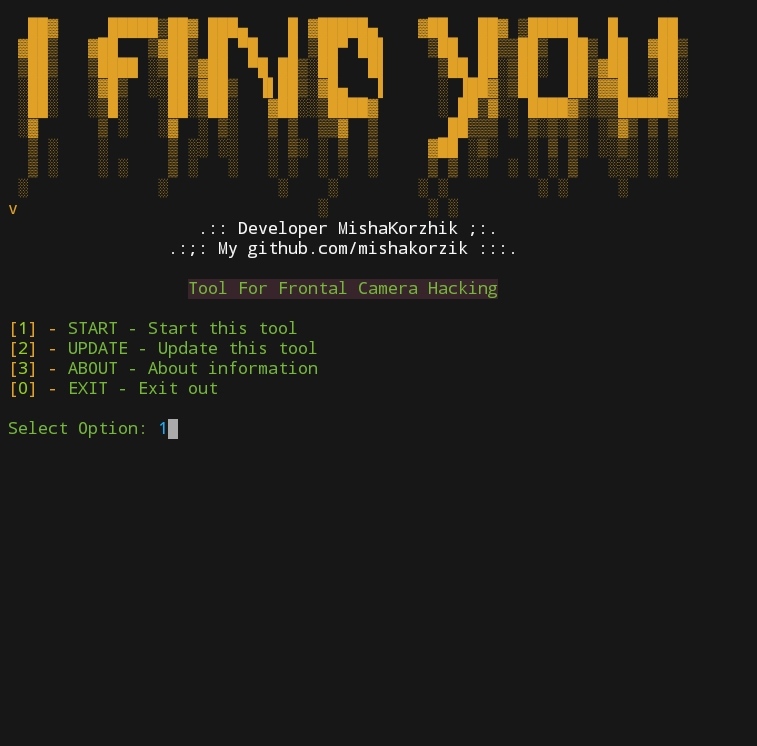 I FIND YOU
v
.:: Developer MishaKorzhik ;:.
.:;: My github.com/mishakorzik :::.
Tool For Frontal Camera Hacking
[1] - START - Start this tool
[2] - UPDATE - Update this tool
[3] - ABOUT - About information
[0] - EXIT - Exit out
Select Option: 1